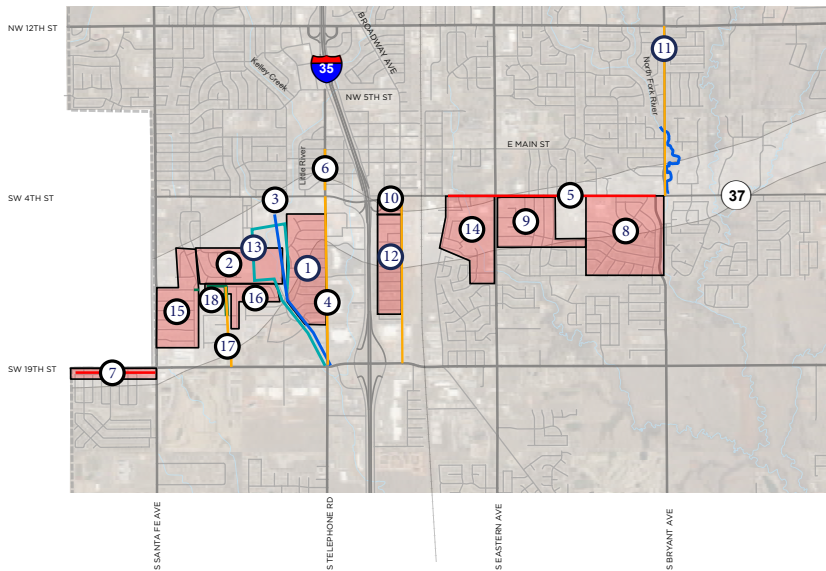 NW 12TH ST
BROADWAY AVE
11
Kelley Creek
35
North Fork River
NW 5TH ST
E MAIN ST
Little River
6
SW 4TH ST
3
10
5
37
14
9
8
13
12
2
1
18
16
4
15
17
SW 19TH ST
7
S SANTA FE AVE
S TELEPHONE RD
S EASTERN AVE
S BRYANT AVE